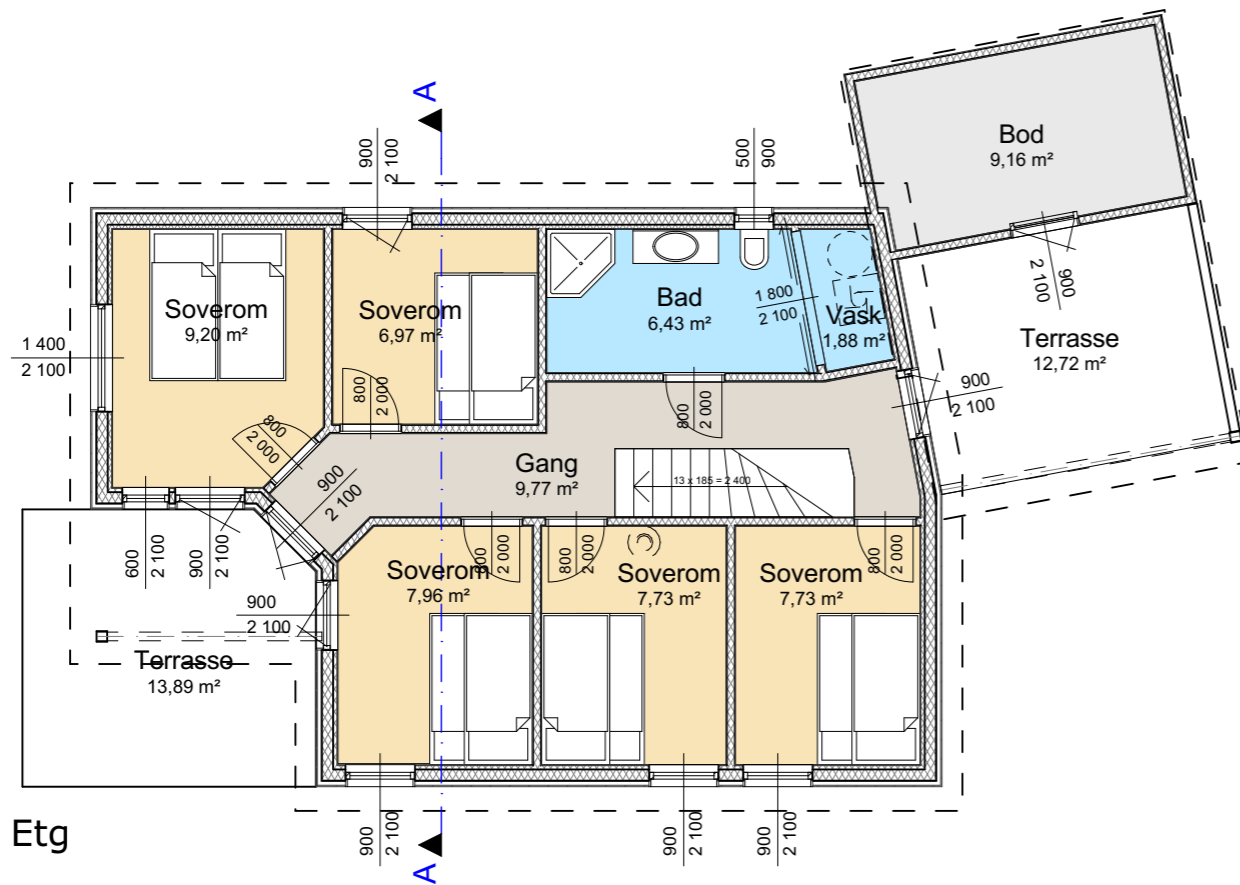 A
900
2 100
500
900
Bod
9,16 m²
900
2 100
Soverom
9,20 m²
Soverom
6,97 m²
Bad
6,43 m²
1 800
2 100
Vask
1,88 m²
Terrasse
12,72 m²
1 400
2 100
900
2 100
800
2 000
800
2 000
800
2 000
900
2 100
Gang
9,77 m²
13 x 185 = 2 400
600
2 100
900
2 100
800
2 000
800
2 000
800
2 000
Soverom
7,96 m²
Soverom
7,73 m²
Soverom
7,73 m²
900
2 100
Terrasse
13,89 m²
900
2 100
900
2 100
900
2 100
Etg
A